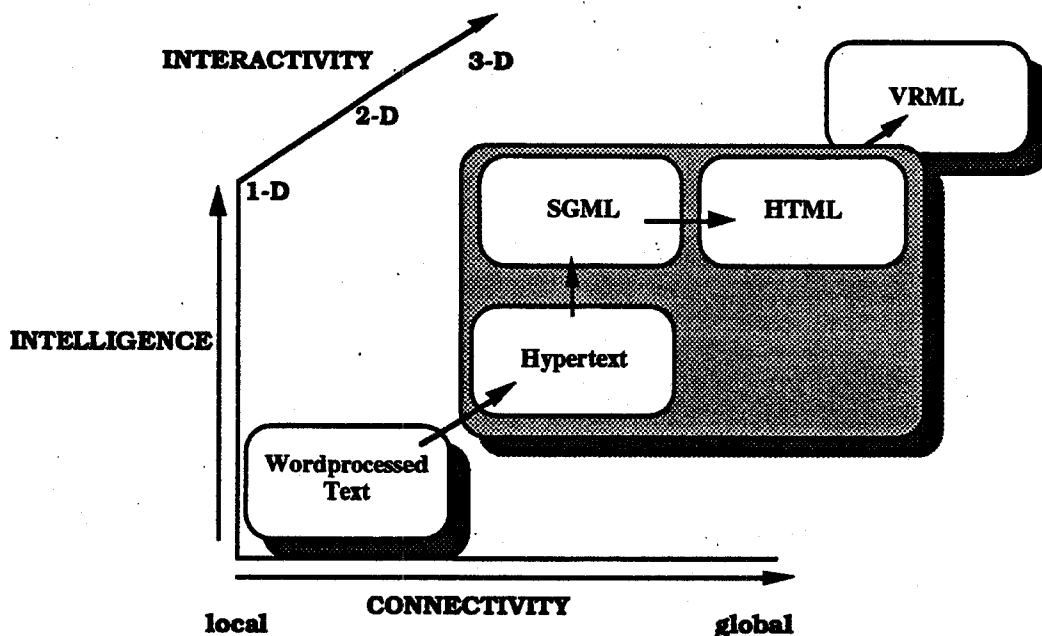 INTERACTIVITY
3-D
2-D
1-D
VRML
SGML
HTML
INTELLIGENCE
Hypertext
Wordprocessed
Text
CONNECTIVITY
local
global